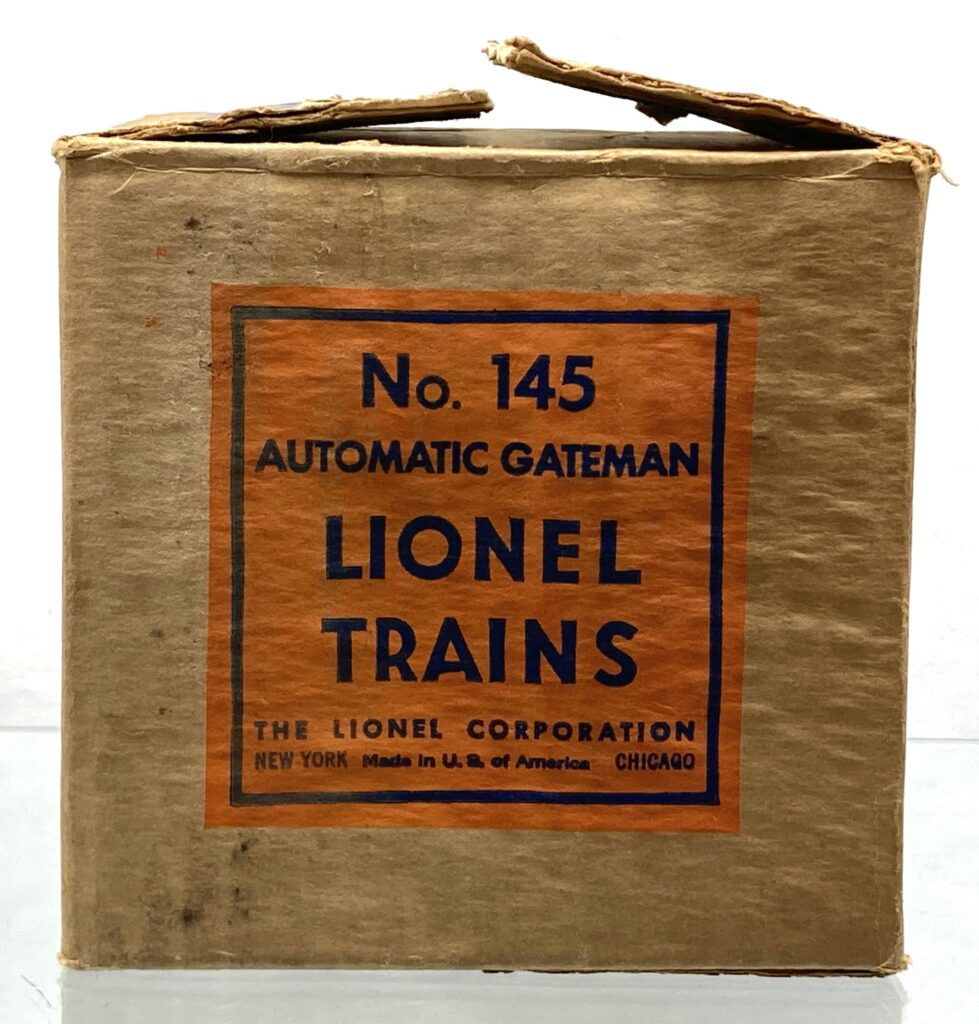 No. 145
AUTOMATIC GATEMAN
LIONEL
TRAINS
THE LIONEL CORPORATION
NEW YORK Made in U. S. of America CHICAGO